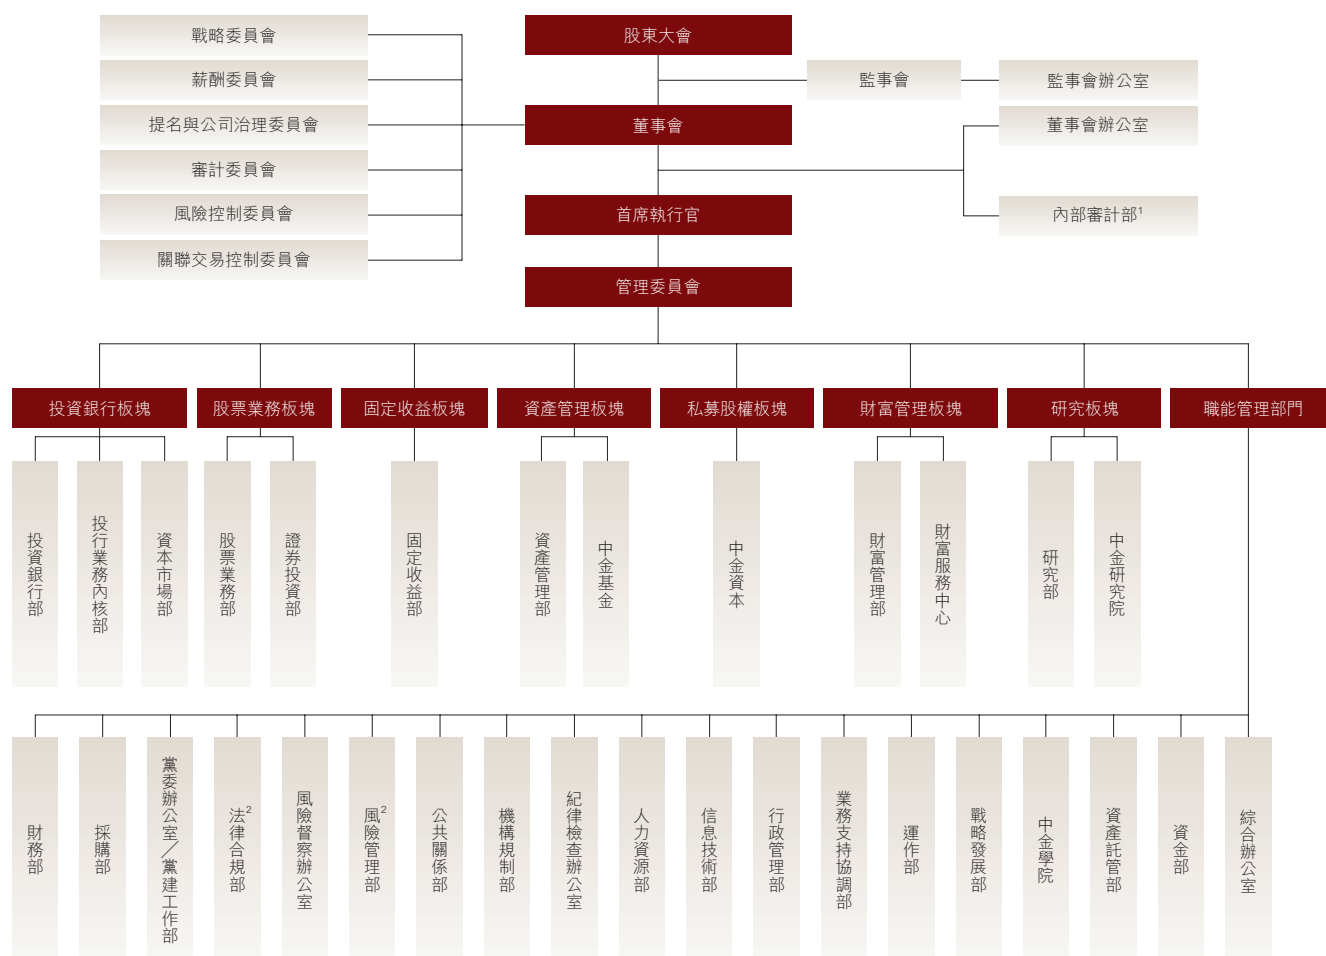 戰略委員會
薪酬委員會
提名與公司治理委員會
審計委員會
風險控制委員會
關聯交易控制委員會
股東大會
監事會
監事會辦公室
董事會
董事會辦公室
內部審計部1
首席執行官
管理委員會
投資銀行板塊
股票業務板塊
固定收益板塊
資產管理板塊
私募股權板塊
財富管理板塊
研究板塊
職能管理部門
投資銀行部
投行業務內核部
資本市場部
股票業務部
證券投資部
固定收益部
資產管理部
中金基金
中金資本
財富管理部
財富服務中心
研究部
中金研究院
財務部
採購部
黨委辦公室／黨建工作部
法律合規部2
風險督察辦公室
風險管理部2
公共關係部
機構規制部
紀律檢查辦公室
人力資源部
信息技術部
行政管理部
業務支持協調部
運作部
戰略發展部
中金學院
資產託管部
資金部
綜合辦公室